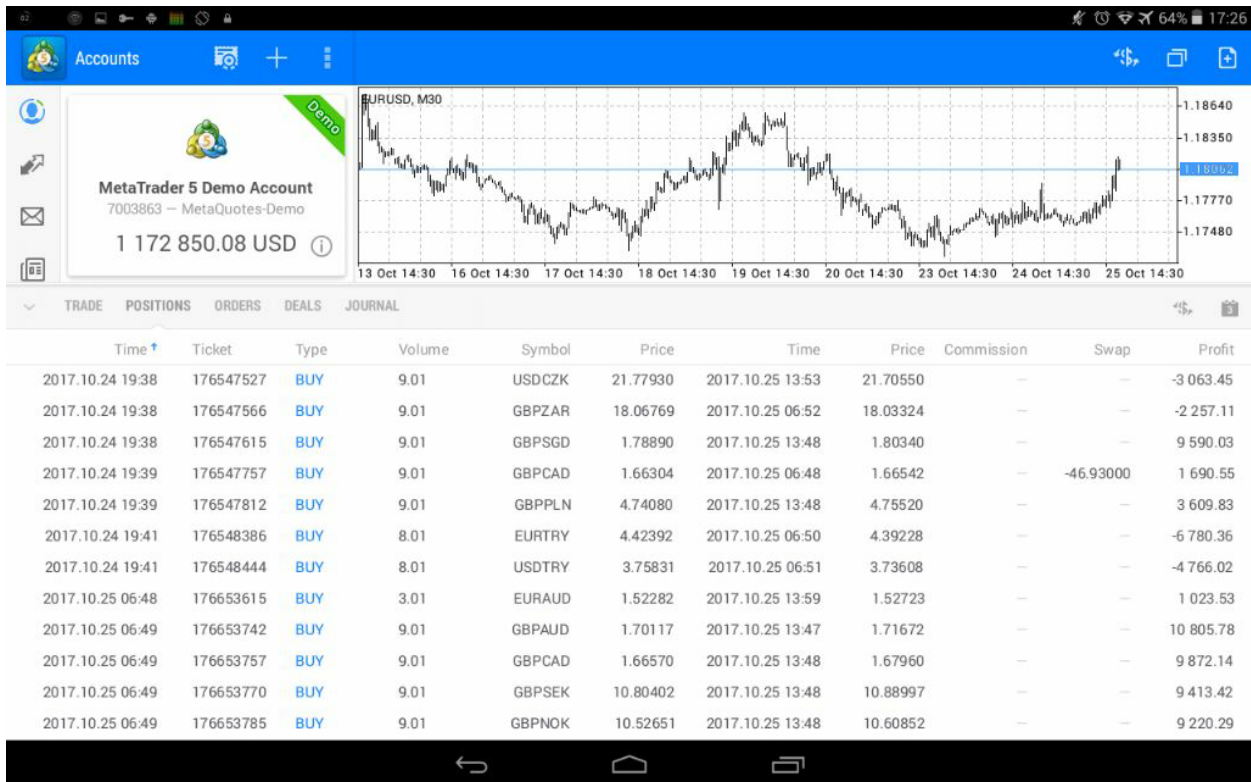 64% 17:26
Accounts
Demo
MetaTrader 5 Demo Account
7003863 — MetaQuotes-Demo
1 172 850.08 USD
EURUSD, M30
1.18640
1.18350
1.18062
1.17770
1.17480
13 Oct 14:30 16 Oct 14:30 17 Oct 14:30 18 Oct 14:30 19 Oct 14:30 20 Oct 14:30 23 Oct 14:30 24 Oct 14:30 25 Oct 14:30
TRADE POSITIONS ORDERS DEALS JOURNAL
Time Ticket Type Volume Symbol Price Time Price Commission Swap Profit
2017.10.24 19:38 176547527 BUY 9.01 USDCZK 21.77930 2017.10.25 13:53 21.70550 — — -3 063.45
2017.10.24 19:38 176547566 BUY 9.01 GBPZAR 18.06769 2017.10.25 06:52 18.03324 — — -2 257.11
2017.10.24 19:38 176547615 BUY 9.01 GBPSGD 1.78890 2017.10.25 13:48 1.80340 — — 9 590.03
2017.10.24 19:39 176547757 BUY 9.01 GBPCAD 1.66304 2017.10.25 06:48 1.66542 — -46.93000 1 690.55
2017.10.24 19:39 176547812 BUY 9.01 GBPPLN 4.74080 2017.10.25 13:48 4.75520 — — 3 609.83
2017.10.24 19:41 176548386 BUY 8.01 EURTRY 4.42392 2017.10.25 06:50 4.39228 — — -6 780.36
2017.10.24 19:41 176548444 BUY 8.01 USDTRY 3.75831 2017.10.25 06:51 3.73608 — — -4 766.02
2017.10.25 06:48 176653615 BUY 3.01 EURAUD 1.52282 2017.10.25 13:59 1.52723 — — 1 023.53
2017.10.25 06:49 176653742 BUY 9.01 GBPAUD 1.70117 2017.10.25 13:47 1.71672 — — 10 805.78
2017.10.25 06:49 176653757 BUY 9.01 GBPCAD 1.66570 2017.10.25 13:48 1.67960 — — 9 872.14
2017.10.25 06:49 176653770 BUY 9.01 GBPSEK 10.80402 2017.10.25 13:48 10.88997 — — 9 413.42
2017.10.25 06:49 176653785 BUY 9.01 GBPNOK 10.52651 2017.10.25 13:48 10.60852 — — 9 220.29